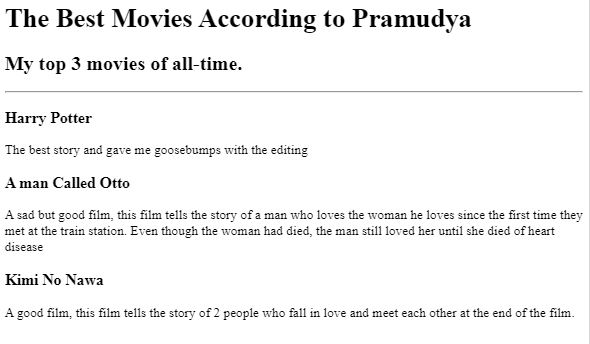 The Best Movies According to Pramudya
My top 3 movies of all-time.
Harry Potter
The best story and gave me goosebumps with the editing
A man Called Otto
A sad but good film, this film tells the story of a man who loves the woman he loves since the first time they
met at the train station. Even though the woman had died, the man still loved her until she died of heart
disease
Kimi No Nawa
A good film, this film tells the story of 2 people who fall in love and meet each other at the end of the film.